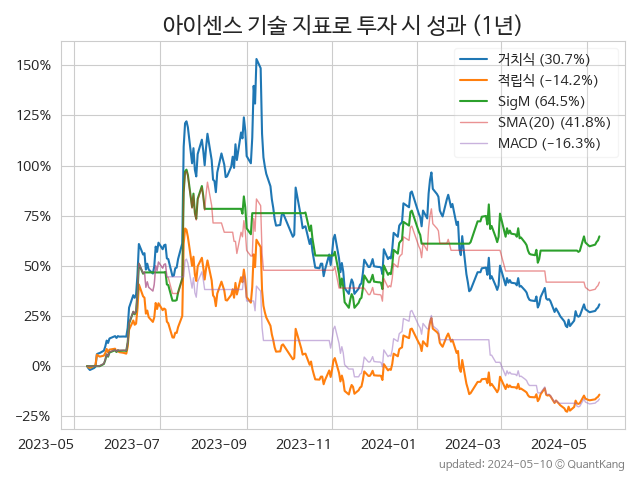 아이센스 기술 지표로 투자 시 성과 (1년)
거치식 (30.7%)
적립식 (−14.2%)
SigM (64.5%)
SMA(20) (41.8%)
MACD (−16.3%)
150%
125%
100%
75%
50%
25%
0%
−25%
2023-05
2023-07
2023-09
2023-11
2024-01
2024-03
2024-05
updated: 2024-05-10 © QuantKang